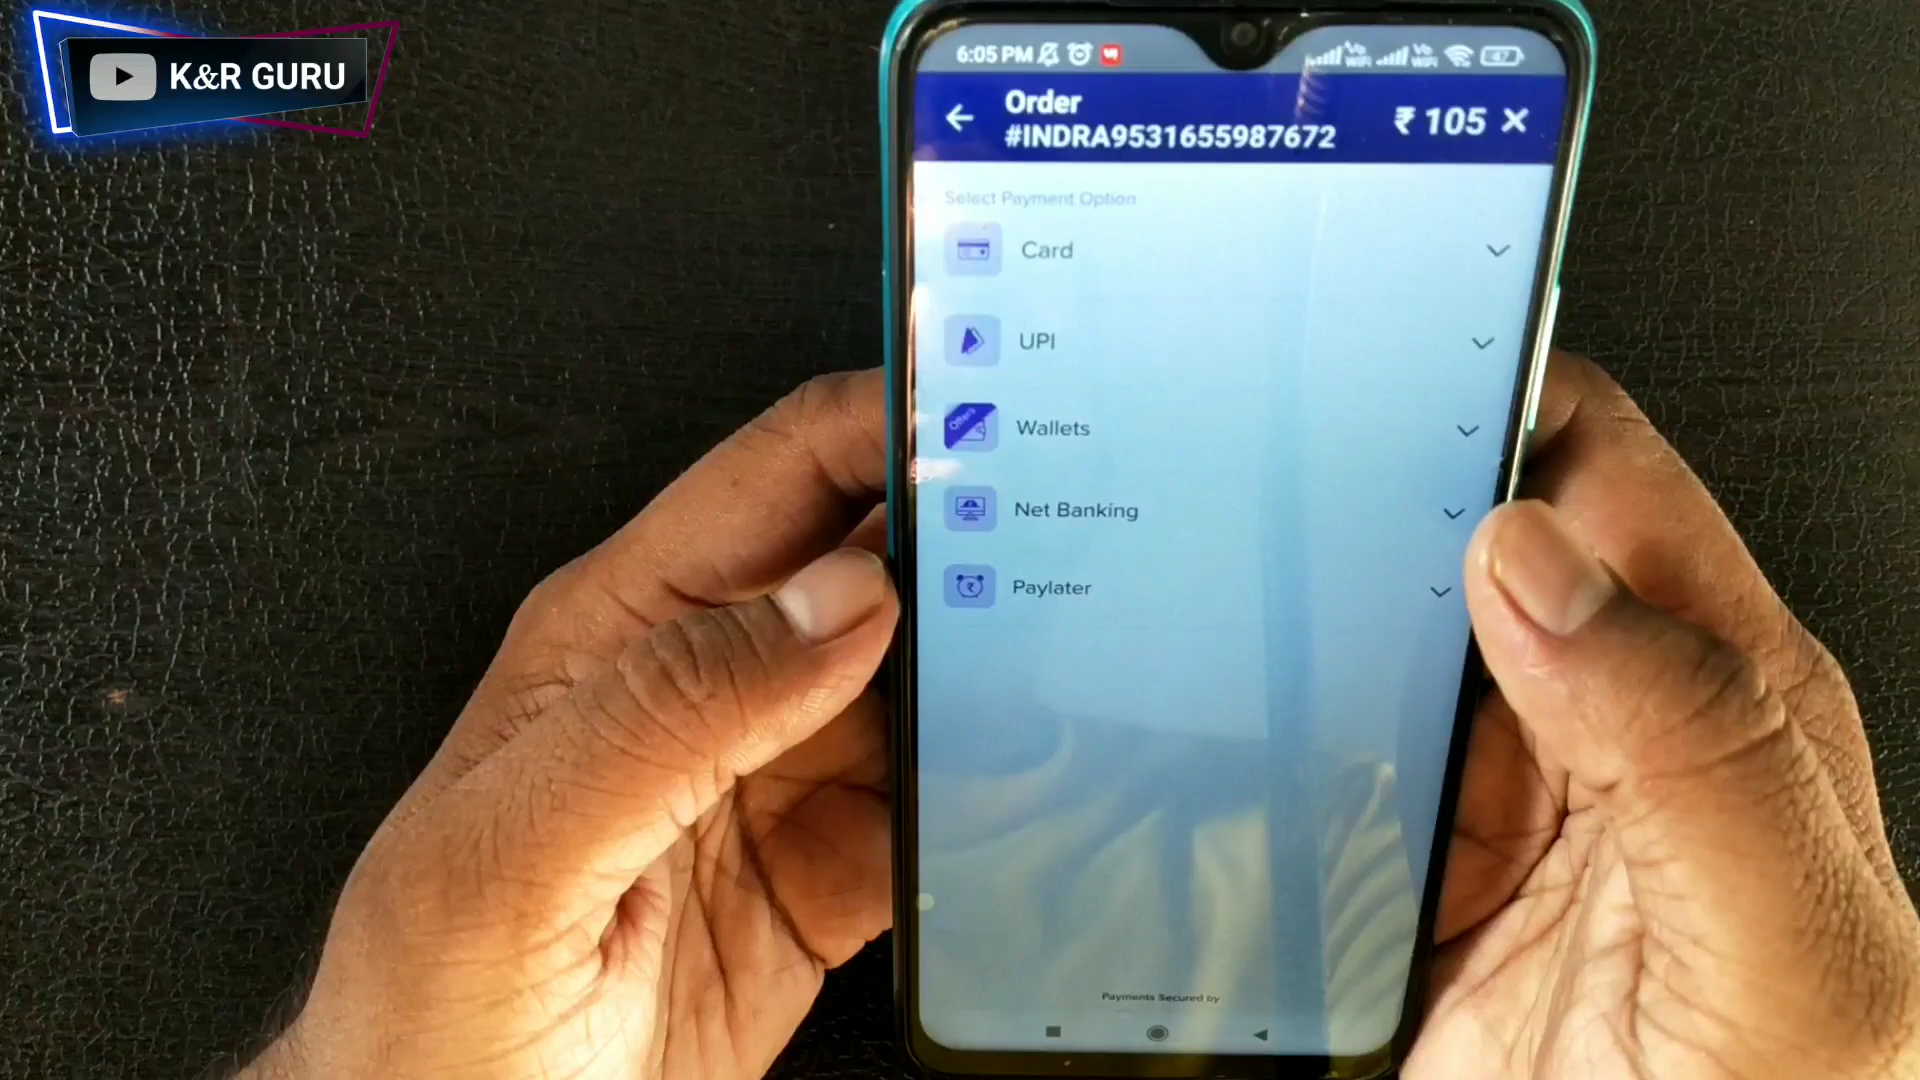 K&R GURU
6:05 PM
Order
#INDRA9531655987672
₹ 105
Select Payment Option
Card
UPI
Offers
Wallets
Net Banking
Paylater
Payments Secured by